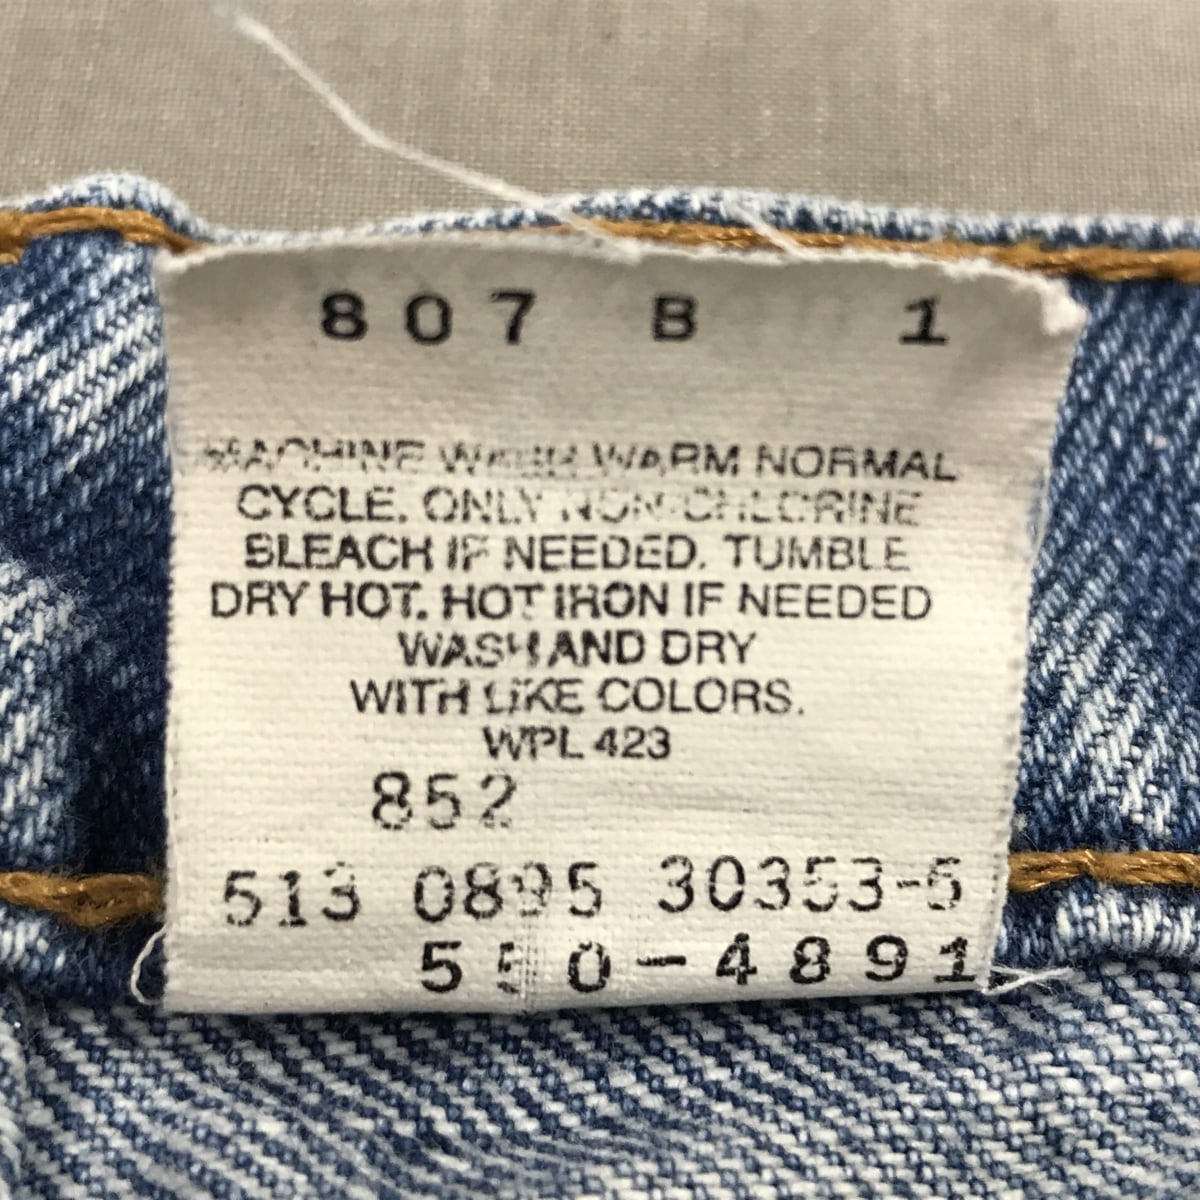 807 B 1
MACHINE WASH WARM NORMAL
CYCLE. ONLY NON-CHLORINE
BLEACH IF NEEDED. TUMBLE
DRY HOT. HOT IRON IF NEEDED
WASH AND DRY
WITH LIKE COLORS.
WPL 423
852
513 0895 30353-5
550-4891